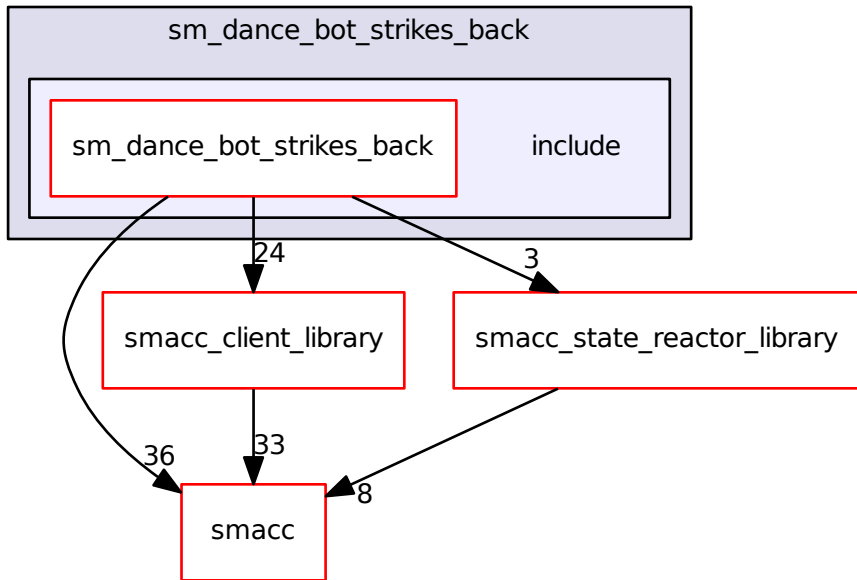 sm_dance_bot_strikes_back
sm_dance_bot_strikes_back
include
24
3
smacc_client_library
smacc_state_reactor_library
36
33
8
smacc